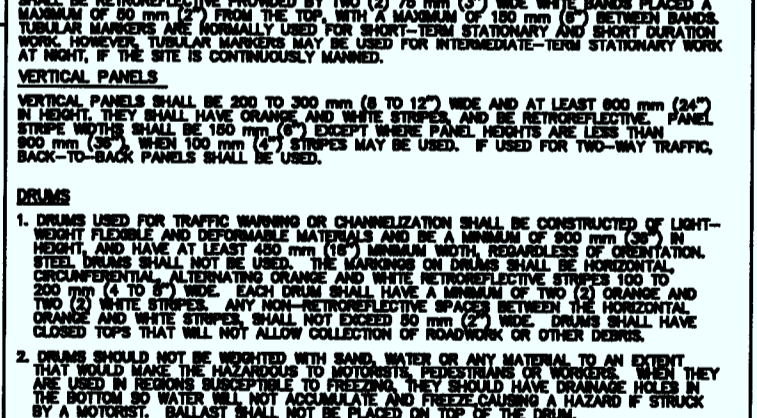 SHALL BE RETROREFLECTIVE PROVIDED BY TWO (2) 75 mm (3") WIDE WHITE BANDS PLACED A
MAXIMUM OF 50 mm (2") FROM THE TOP, WITH A MAXIMUM OF 150 mm (6") BETWEEN BANDS.
TUBULAR MARKERS ARE NORMALLY USED FOR SHORT-TERM STATIONARY AND SHORT DURATION
WORK. HOWEVER, TUBULAR MARKERS MAY BE USED FOR INTERMEDIATE-TERM STATIONARY WORK
AT NIGHT, IF THE SITE IS CONTINUOUSLY MANNED.
VERTICAL PANELS
VERTICAL PANELS SHALL BE 200 TO 300 mm (8 TO 12") WIDE AND AT LEAST 600 mm (24")
IN HEIGHT. THEY SHALL HAVE ORANGE AND WHITE STRIPES, AND BE RETROREFLECTIVE. PANEL
STRIPE WIDTHS SHALL BE 150 mm (6") EXCEPT WHERE PANEL HEIGHTS ARE LESS THAN
900 mm (36"), WHEN 100 mm (4") STRIPES MAY BE USED. IF USED FOR TWO-WAY TRAFFIC,
BACK-TO-BACK PANELS SHALL BE USED.
DRUMS
1. DRUMS USED FOR TRAFFIC WARNING OR CHANNELIZATION SHALL BE CONSTRUCTED OF LIGHT-
WEIGHT FLEXIBLE AND DEFORMABLE MATERIALS AND BE A MINIMUM OF 900 mm (36") IN
HEIGHT, AND HAVE AT LEAST 450 mm (18") MINIMUM WIDTH, REGARDLESS OF OREINTATION.
STEEL DRUMS SHALL NOT BE USED. THE MARKINGS ON DRUMS SHALL BE HORIZONTAL,
CIRCUNFERENTIAL, ALTERNATING ORANGE AND WHITE RETROREFLECTIVE STRIPES 100 TO
200 mm (4 TO 8") WIDE. EACH DRUM SHALL HAVE A MINIMUM OF TWO (2) ORANGE AND
TWO (2) WHITE STRIPES. ANY NON-RETROREFLECTIVE SPACES BETWEEN THE HORIZONTAL
ORANGE AND WHITE STRIPES, SHALL NOT EXCEED 50 mm (2") WIDE. DRUMS SHALL HAVE
CLOSED TOPS THAT WILL NOT ALLOW COLLECTION OF ROADWORK OR OTHER DEBRIS.
2. DRUMS SHOULD NOT BE WEIGHTED WITH SAND, WATER OR ANY MATERIAL TO AN EXTENT
THAT WOULD MAKE THE HAZARDOUS TO MOTORISTS, PEDESTRIANS OR WORKERS. WHEN THEY
ARE USED IN REGIONS SUSCEPTIBLE TO FREEZING, THEY SHOULD HAVE DRAINAGE HOLES IN
THE BOTTOM SO WATER WILL NOT ACCUMULATE AND FREEZE,CAUSING A HAZARD IF STRUCK
BY A MOTORIST. BALLAST SHALL NOT BE PLACED ON TOP OF THE DRUM.